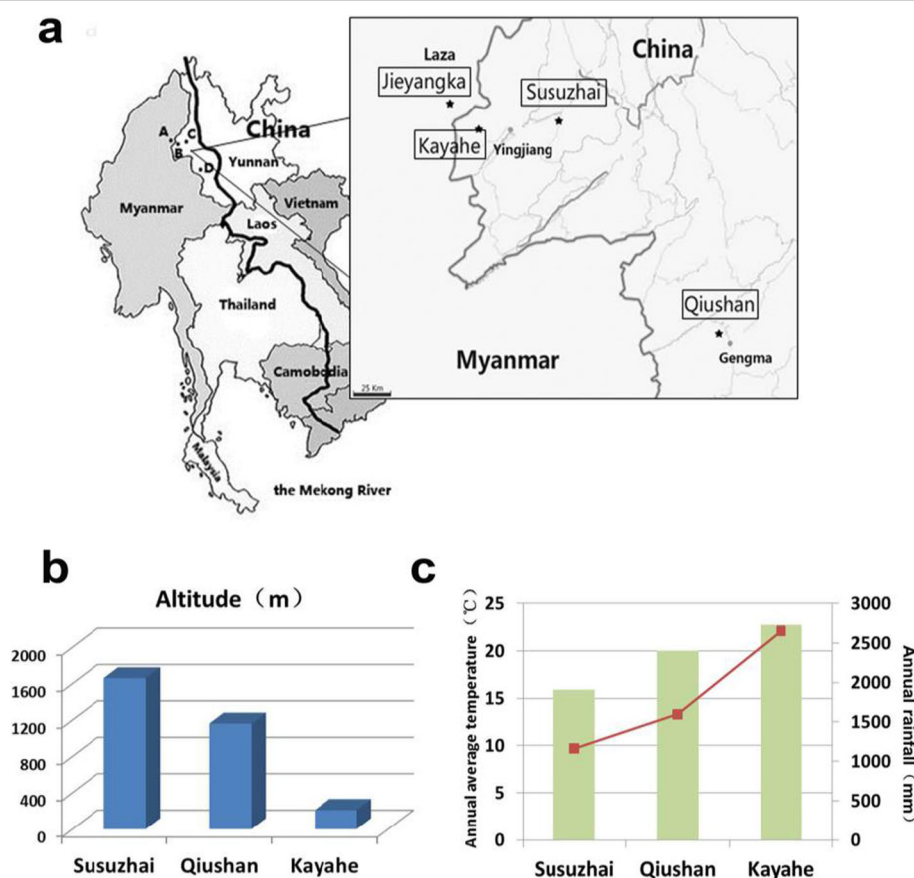 a
Laza
China
Jieyangka
Susuzhai
Kayahe
Yingjiang
Qiushan
Gengma
Myanmar
25 Km
China
A
C
B
Yunnan
D
Myanmar
Vietnam
Laos
Thailand
Camobodia
Malaysia
the Mekong River
b
Altitude（m）
2000
1600
1200
800
400
0
Susuzhai Qiushan Kayahe
c
Annual average temperature（℃）
25
20
15
10
5
0
3000
2500
2000
1500
1000
500
0
Annual rainfall（mm）
Susuzhai Qiushan Kayahe